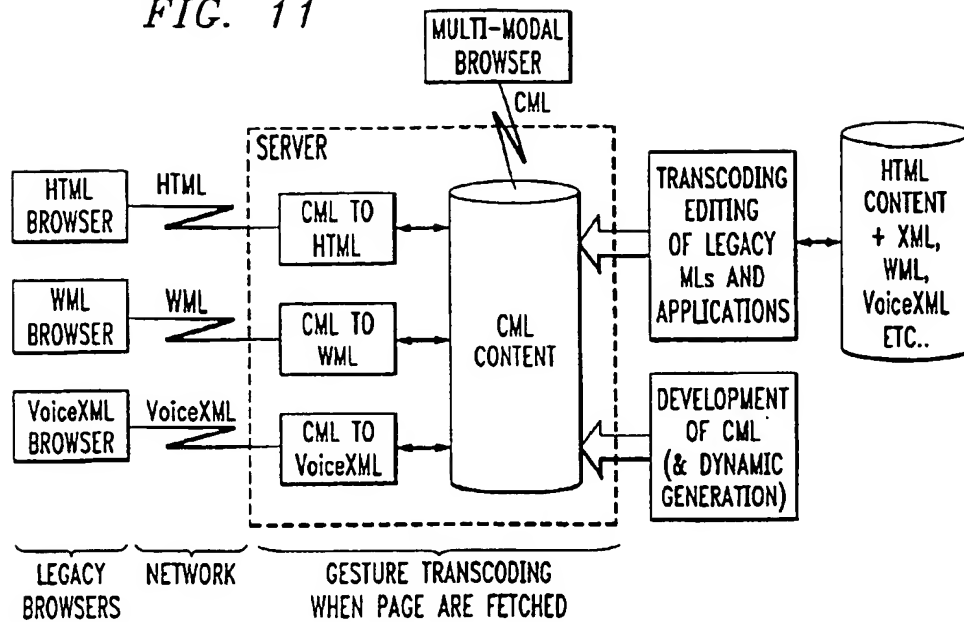 FIG. 11
MULTI-MODAL
BROWSER
CML
SERVER
HTML
BROWSER
HTML
CML TO
HTML
WML
BROWSER
WML
CML TO
WML
VoiceXML
BROWSER
VoiceXML
CML TO
VoiceXML
CML
CONTENT
TRANSCODING
EDITING
OF LEGACY
MLs AND
APPLICATIONS
HTML
CONTENT
+ XML,
WML,
VoiceXML
ETC..
DEVELOPMENT
OF CML
(& DYNAMIC
GENERATION)
LEGACY
BROWSERS
NETWORK
GESTURE TRANSCODING
WHEN PAGE ARE FETCHED